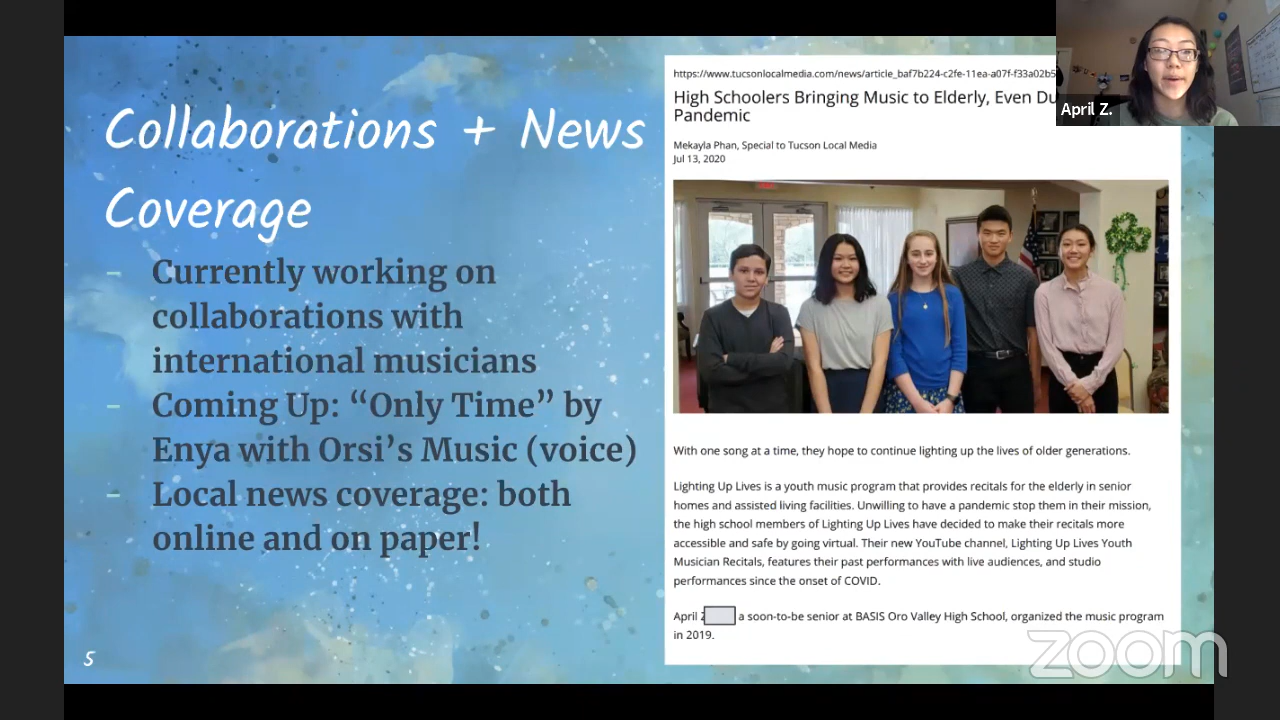 Collaborations + News
Coverage
- Currently working on
collaborations with
international musicians
- Coming Up: “Only Time” by
Enya with Orsi’s Music (voice)
- Local news coverage: both
online and on paper!
5
https://www.tucsonlocalmedia.com/news/article_baf7b224-c2fe-11ea-a07f-f33a02b5
High Schoolers Bringing Music to Elderly, Even Du
Pandemic
Mekayla Phan, Special to Tucson Local Media
Jul 13, 2020
With one song at a time, they hope to continue lighting up the lives of older generations.
Lighting Up Lives is a youth music program that provides recitals for the elderly in senior
homes and assisted living facilities. Unwilling to have a pandemic stop them in their mission,
the high school members of Lighting Up Lives have decided to make their recitals more
accessible and safe by going virtual. Their new YouTube channel, Lighting Up Lives Youth
Musician Recitals, features their past performances with live audiences, and studio
performances since the onset of COVID.
April Z a soon-to-be senior at BASIS Oro Valley High School, organized the music program
in 2019.
April Z.
zoom